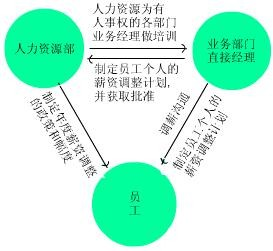 人力资源为有
人事权的各部门
业务经理做培训
人力资源部
业务部门
直接经理
制定员工个人的
薪资调整计划,
并获取批准
制定年度薪资调整
的政策和幅度
调薪沟通
制定员工个人的
薪资调整计划
员
工